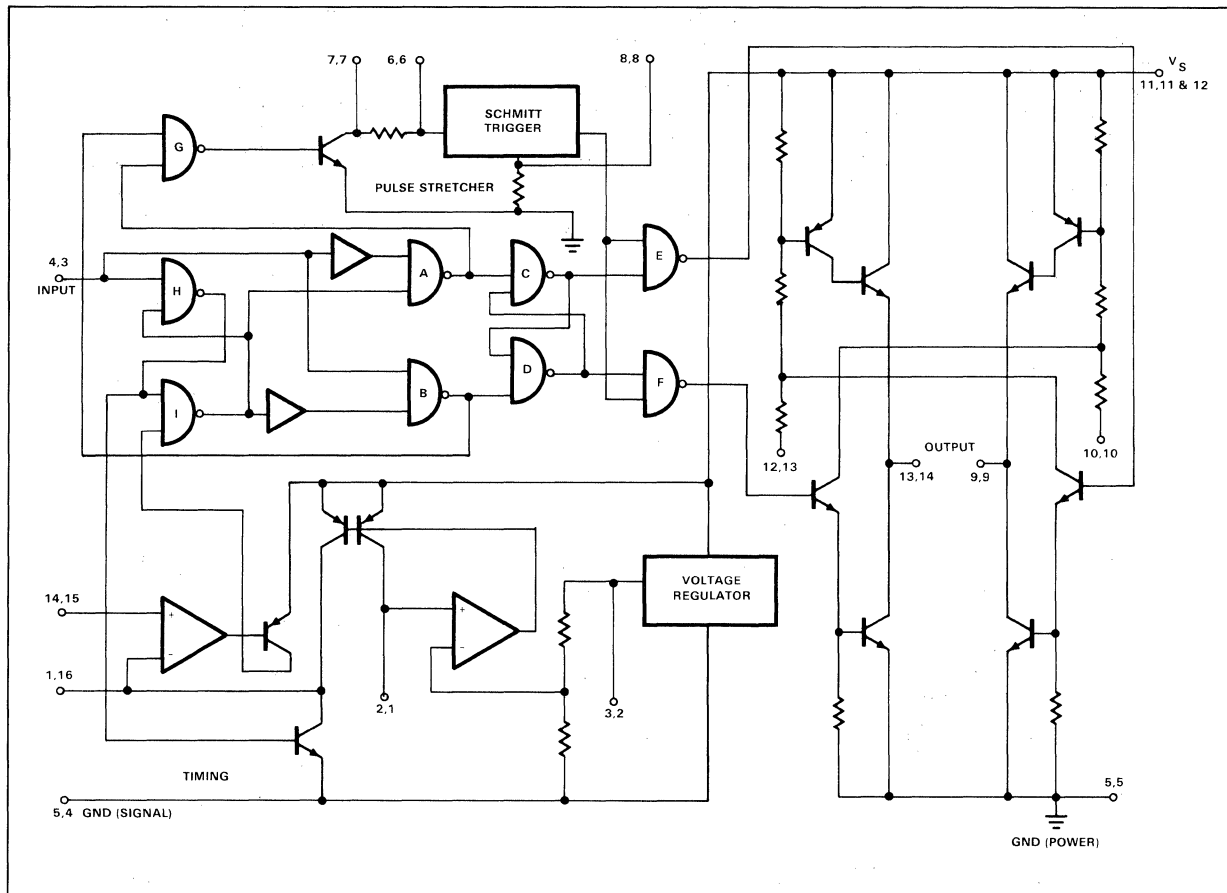 7,7
6,6
8,8
V
S
11,11 & 12
SCHMITT
TRIGGER
G
PULSE STRETCHER
4,3
INPUT
H
A
C
E
I
B
D
F
12,13
OUTPUT
13,14
9,9
10,10
14,15
+
−
+
−
VOLTAGE
REGULATOR
1,16
2,1
3,2
TIMING
5,4 GND (SIGNAL)
5,5
GND (POWER)